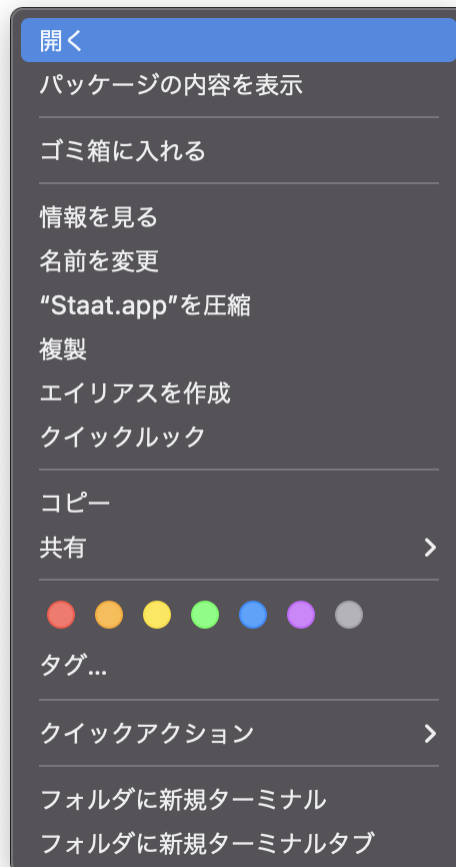 開く
パッケージの内容を表示
ゴミ箱に入れる
情報を見る
名前を変更
“Staat.app”を圧縮
複製
エイリアスを作成
クイックルック
コピー
共有
タグ...
クイックアクション
フォルダに新規ターミナル
フォルダに新規ターミナルタブ